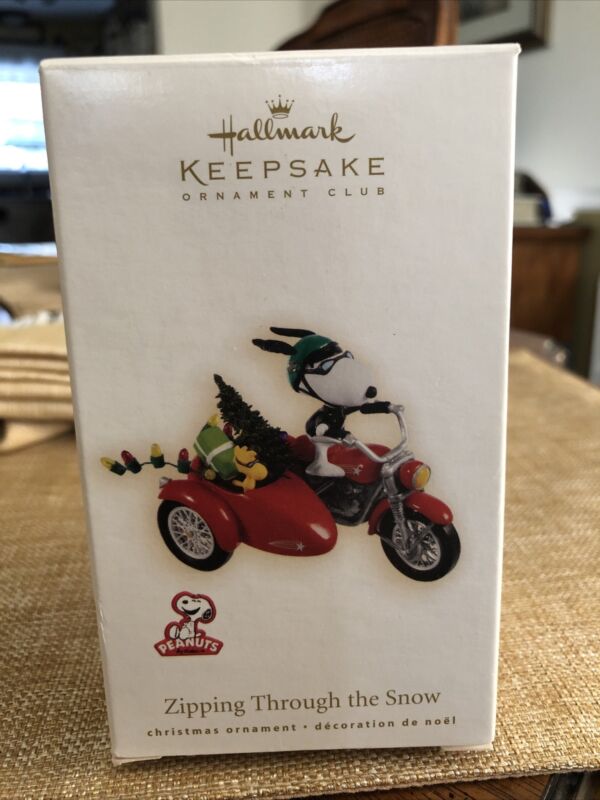 Hallmark
KEEPSAKE
ORNAMENT CLUB
PEANUTS
Zipping Through the Snow
christmas ornament • décoration de noël